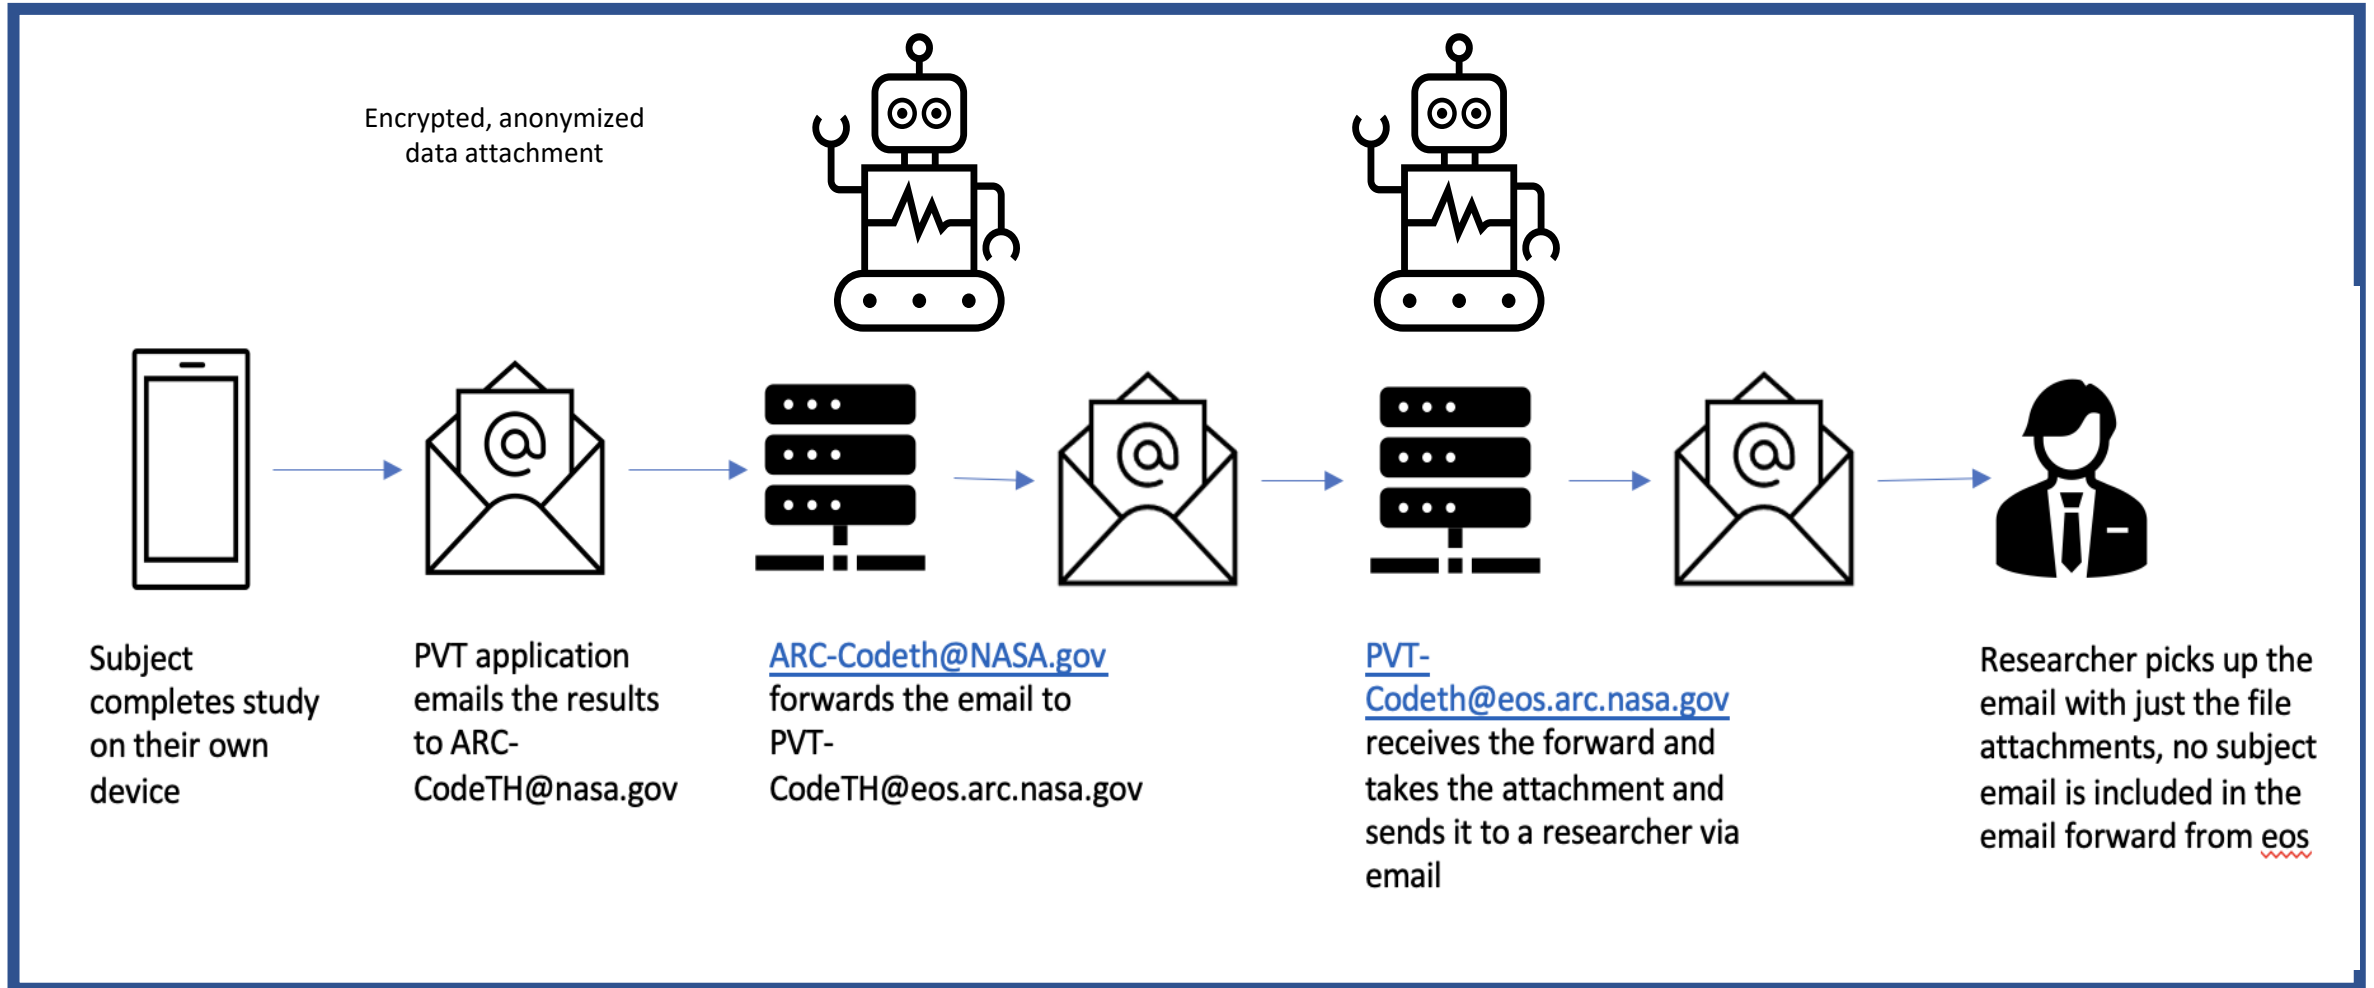 Encrypted, anonymized
data attachment
Subject
completes study
on their own
device
PVT application
emails the results
to ARC-
CodeTH@nasa.gov
ARC-Codeth@NASA.gov
forwards the email to
PVT-
CodeTH@eos.arc.nasa.gov
PVT-
Codeth@eos.arc.nasa.gov
receives the forward and
takes the attachment and
sends it to a researcher via
email
Researcher picks up the
email with just the file
attachments, no subject
email is included in the
email forward from eos